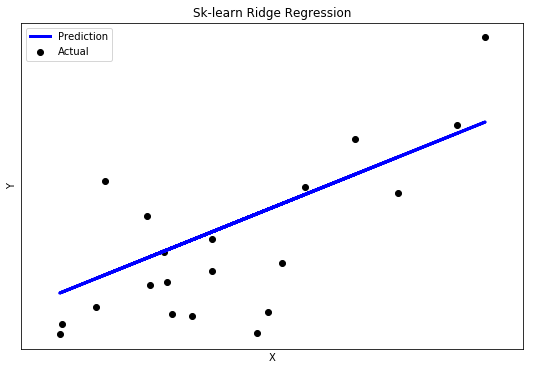 Sk-learn Ridge Regression
Prediction
Actual
Y
X